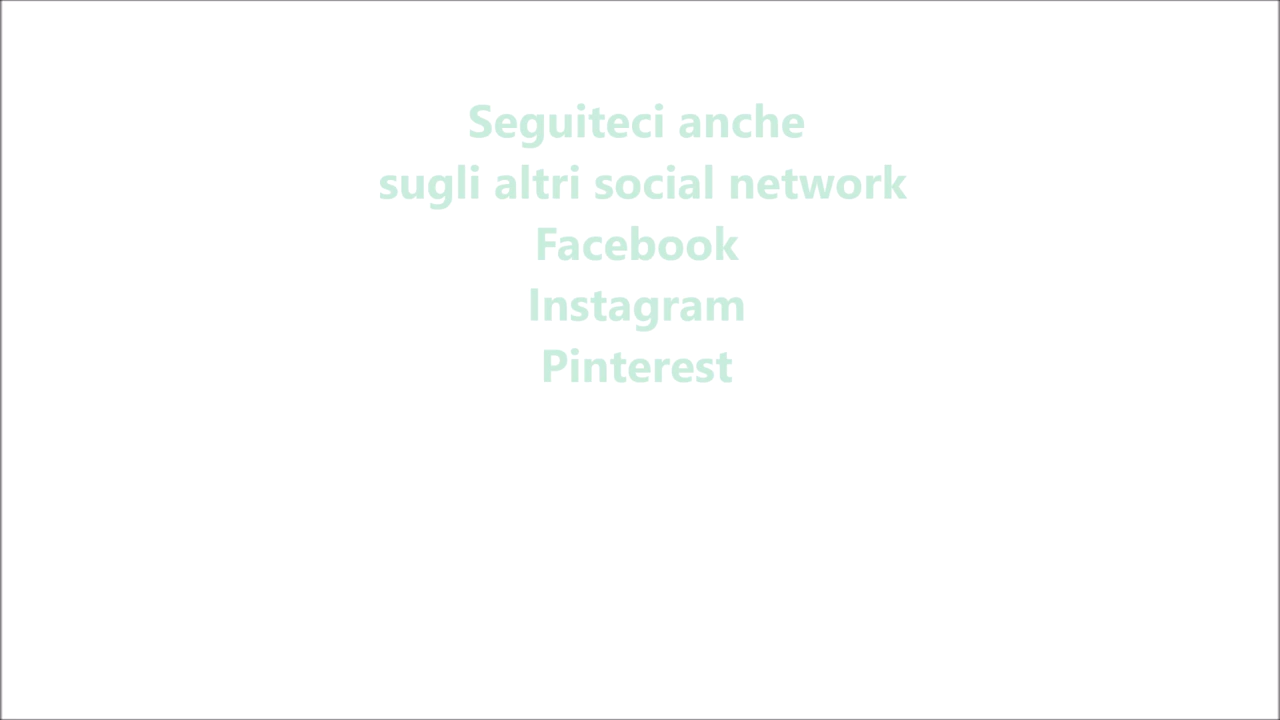 Seguiteci anche
sugli altri social network
Facebook
Instagram
Pinterest